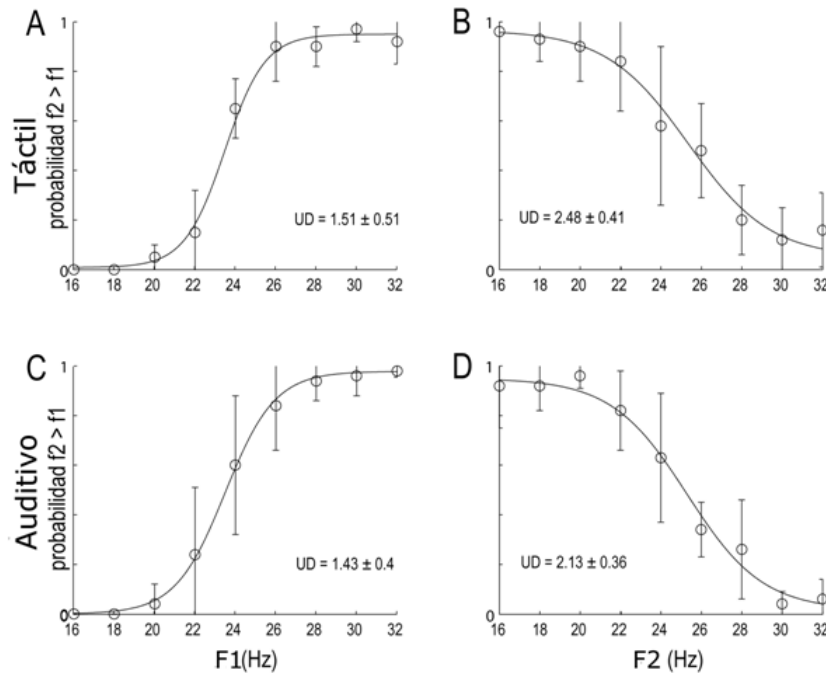 A
Táctil
probabilidad f2 > f1
1
0
UD = 1.51 ± 0.51
16 18 20 22 24 26 28 30 32
B
1
0
UD = 2.48 ± 0.41
16 18 20 22 24 26 28 30 32
C
Auditivo
probabilidad f2 > f1
1
0
UD = 1.43 ± 0.4
16 18 20 22 24 26 28 30 32
F1(Hz)
D
1
0
UD = 2.13 ± 0.36
16 18 20 22 24 26 28 30 32
F2 (Hz)